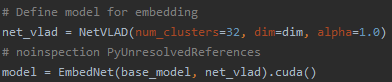 # Define model for embedding
net_vlad = NetVLAD(num_clusters=32, dim=dim, alpha=1.0)
# noinspection PyUnresolvedReferences
model = EmbedNet(base_model, net_vlad).cuda()